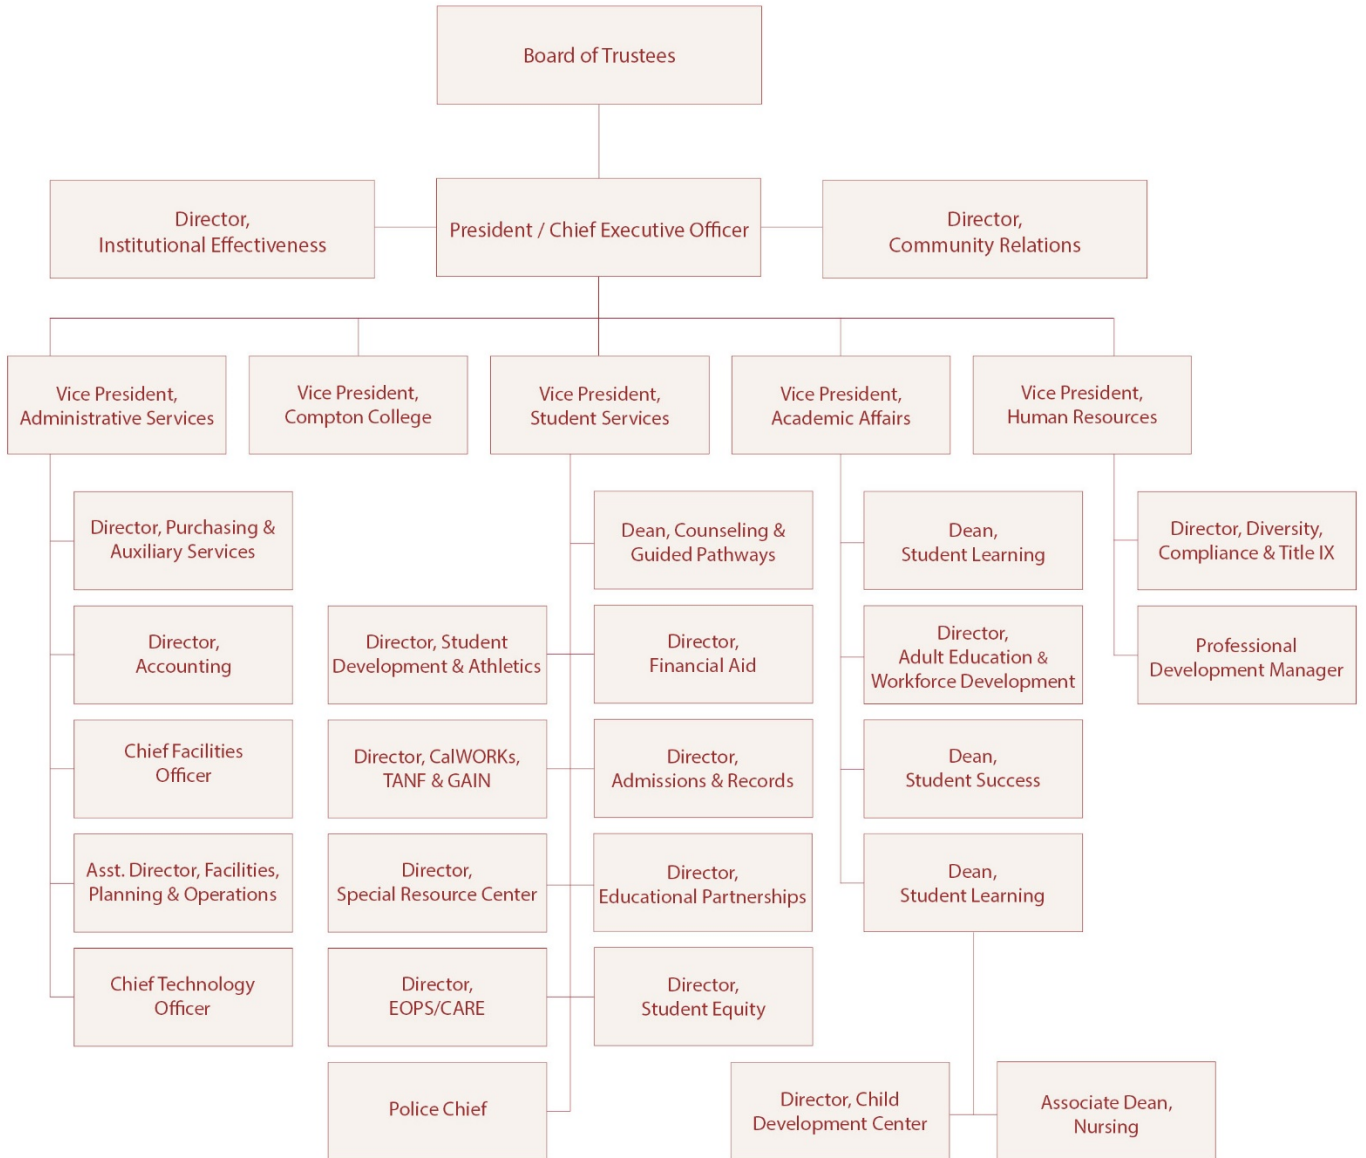 Board of Trustees
Director,
Institutional Effectiveness
President / Chief Executive Officer
Director,
Community Relations
Vice President,
Administrative Services
Vice President,
Compton College
Vice President,
Student Services
Vice President,
Academic Affairs
Vice President,
Human Resources
Director, Purchasing &
Auxiliary Services
Dean, Counseling &
Guided Pathways
Dean,
Student Learning
Director, Diversity,
Compliance & Title IX
Director,
Accounting
Director, Student
Development & Athletics
Director,
Financial Aid
Director,
Adult Education &
Workforce Development
Professional
Development Manager
Chief Facilities
Officer
Director, CalWORKs,
TANF & GAIN
Director,
Admissions & Records
Dean,
Student Success
Asst. Director, Facilities,
Planning & Operations
Director,
Special Resource Center
Director,
Educational Partnerships
Dean,
Student Learning
Chief Technology
Officer
Director,
EOPS/CARE
Director,
Student Equity
Police Chief
Director, Child
Development Center
Associate Dean,
Nursing